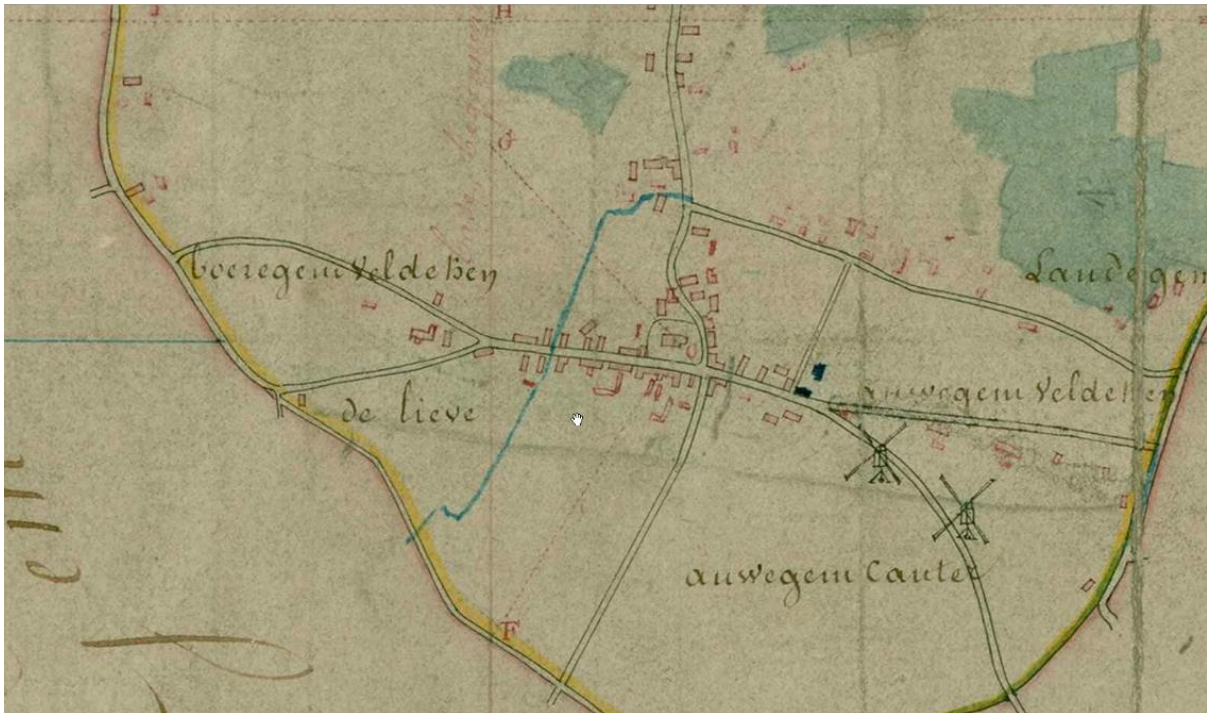 H
G
boeregem Veldeken
Landegem
de lieve
auwegem Veldeken
auwegem Cauter
F